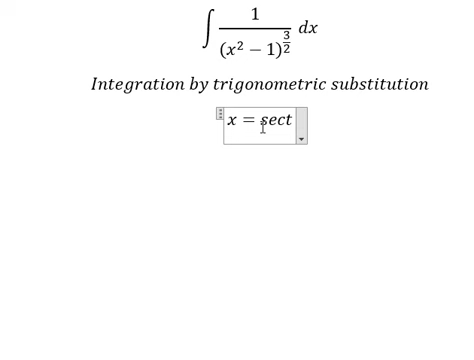 ∫ 1/(x² − 1)^(3/2) dx
Integration by trigonometric substitution
x = sect